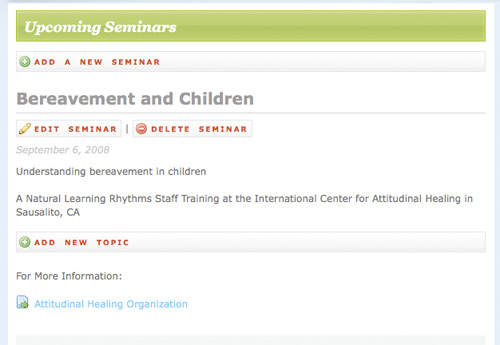 Upcoming Seminars
ADD A NEW SEMINAR
Bereavement and Children
EDIT SEMINAR | DELETE SEMINAR
September 6, 2008
Understanding bereavement in children
A Natural Learning Rhythms Staff Training at the International Center for Attitudinal Healing in
Sausalito, CA
ADD NEW TOPIC
For More Information:
Attitudinal Healing Organization